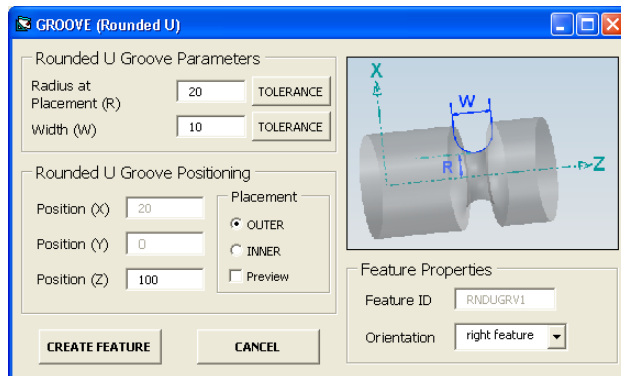 GROOVE (Rounded U)
Rounded U Groove Parameters
Radius at
Placement (R)
20
TOLERANCE
Width (W)
10
TOLERANCE
X
W
R
Z
Rounded U Groove Positioning
Position (X)
20
Position (Y)
0
Position (Z)
100
Placement
OUTER
INNER
Preview
Feature Properties
Feature ID
RNDUGRV1
Orientation
right feature
CREATE FEATURE
CANCEL